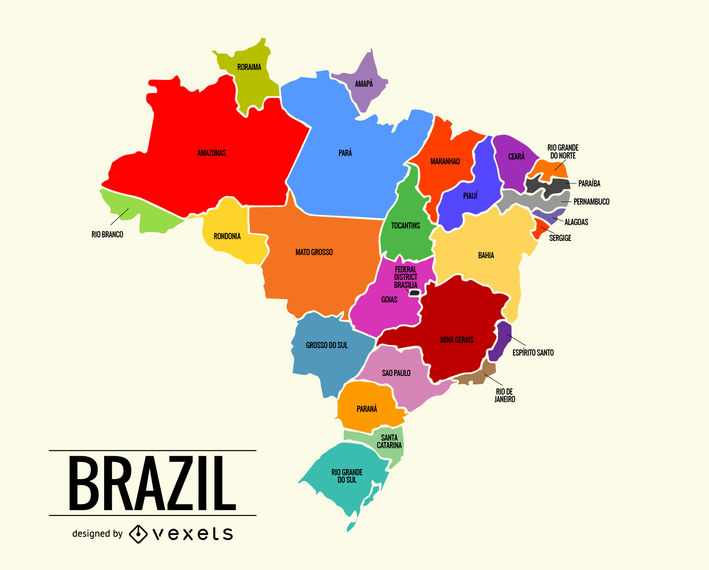 RORAIMA
AMAPÁ
AMAZONAS
PARÁ
MARANHAO
CEARÁ
RIO GRANDE
DO NORTE
PARAÍBA
PIAUÍ
PERNAMBUCO
ALAGOAS
SERGIGE
RIO BRANCO
RONDONIA
TOCANTINS
MATO GROSSO
BAHIA
FEDERAL
DISTRICT
BRASILIA
GOIAS
MINA GERAIS
ESPÍRITO SANTO
GROSSO DO SUL
SAO PAULO
RIO DE
JANEIRO
PARANÁ
SANTA
CATARINA
RIO GRANDE
DO SUL
BRAZIL
designed by vexels